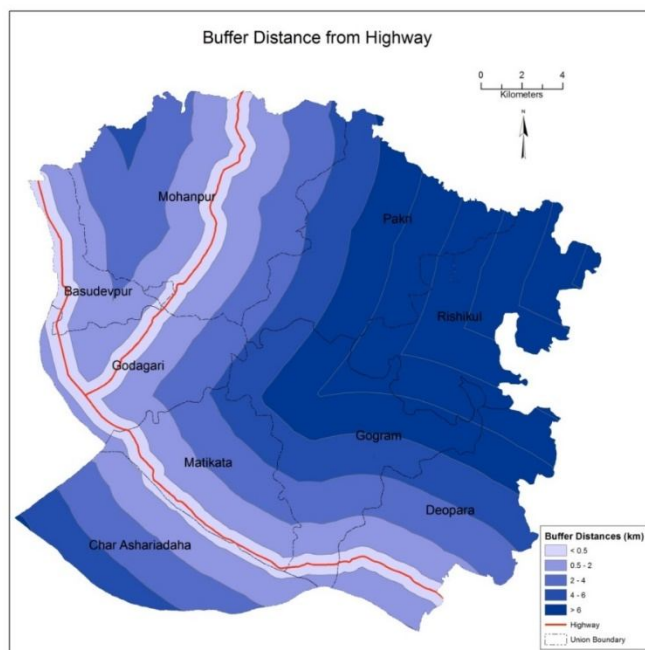 Buffer Distance from Highway
0 2 4
Kilometers
N
Mohanpur
Pakri
Basudevpur
Rishikul
Godagari
Gogram
Matikata
Deopara
Char Ashariadaha
Buffer Distances (km)
< 0.5
0.5 - 2
2 - 4
4 - 6
> 6
Highway
Union Boundary